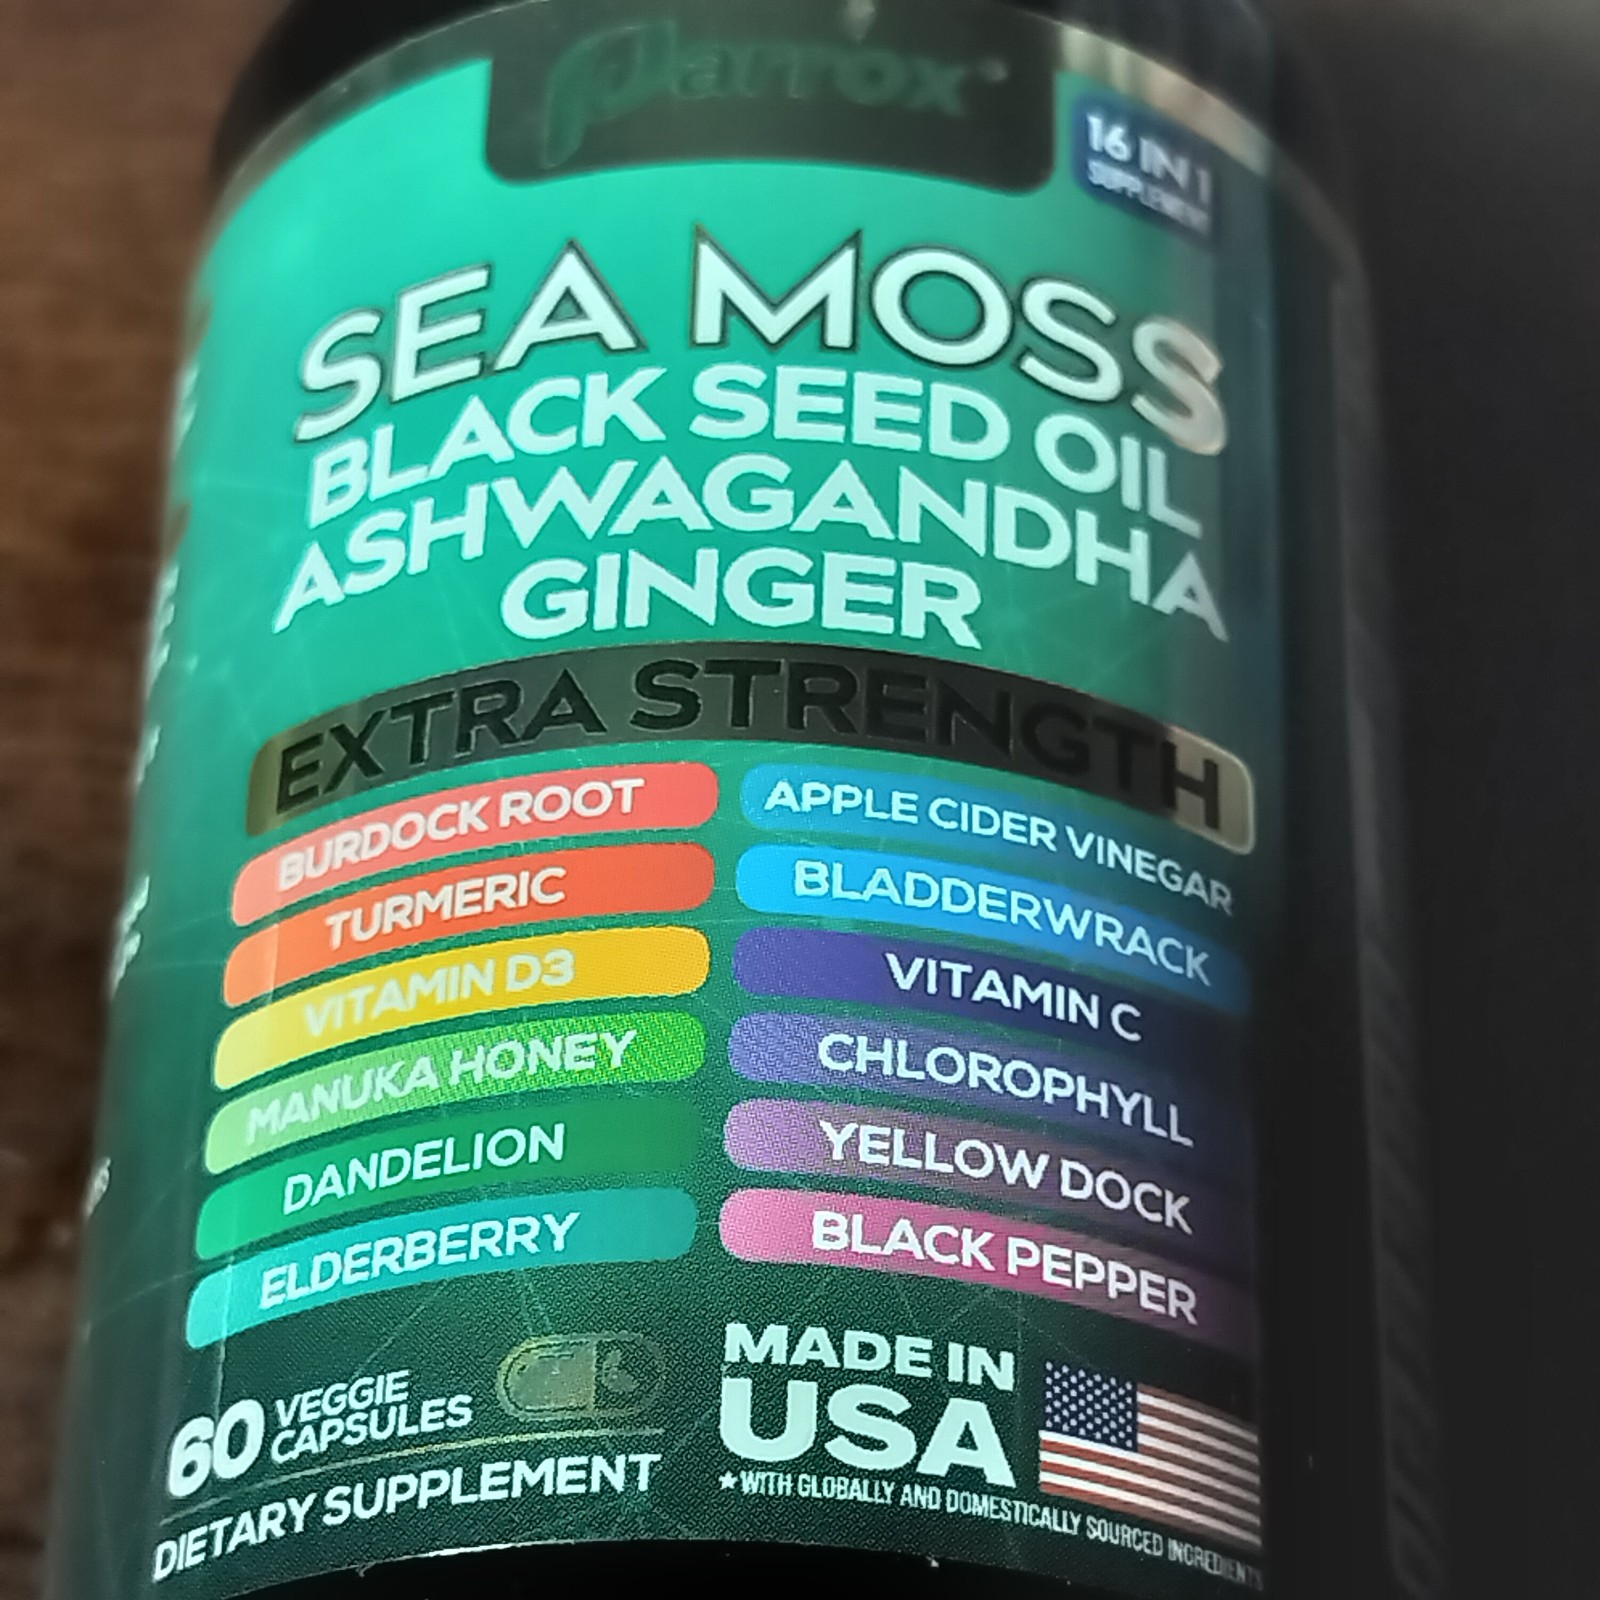 Parrox
16 IN 1
SUPPLEMENT
SEA MOSS
BLACK SEED OIL
ASHWAGANDHA
GINGER
EXTRA STRENGTH
BURDOCK ROOT
APPLE CIDER VINEGAR
TURMERIC
BLADDERWRACK
VITAMIN D3
VITAMIN C
MANUKA HONEY
CHLOROPHYLL
DANDELION
YELLOW DOCK
ELDERBERRY
BLACK PEPPER
60 VEGGIE
CAPSULES
DIETARY SUPPLEMENT
MADE IN
USA
★WITH GLOBALLY AND DOMESTICALLY SOURCED INGREDIENTS